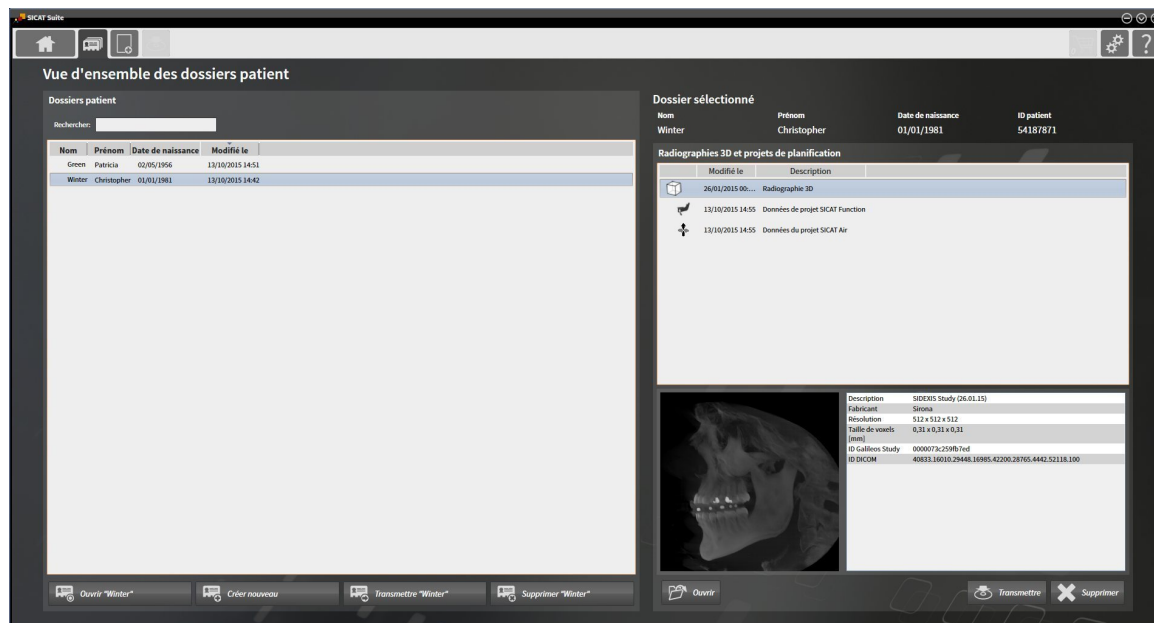 SICAT Suite
?
Vue d'ensemble des dossiers patient
Dossiers patient
Rechercher:
Nom Prénom Date de naissance Modifié le
Green Patricia 02/05/1956 13/10/2015 14:51
Winter Christopher 01/01/1981 13/10/2015 14:42
Ouvrir "Winter" Créer nouveau Transmettre "Winter" Supprimer "Winter"
Dossier sélectionné
Nom Prénom Date de naissance ID patient
Winter Christopher 01/01/1981 54187871
Radiographies 3D et projets de planification
Modifié le Description
26/01/2015 00:... Radiographie 3D
13/10/2015 14:55 Données de projet SICAT Function
13/10/2015 14:55 Données du projet SICAT Air
Description SIDEXIS Study (26.01.15)
Fabricant Sirona
Résolution 512 x 512 x 512
Taille de voxels 0,31 x 0,31 x 0,31
(mm)
ID Galileos Study 0000073c259fb7ed
ID DICOM 40833.16010.29448.16985.42200.28765.4442.52118.100
Ouvrir Transmettre Supprimer